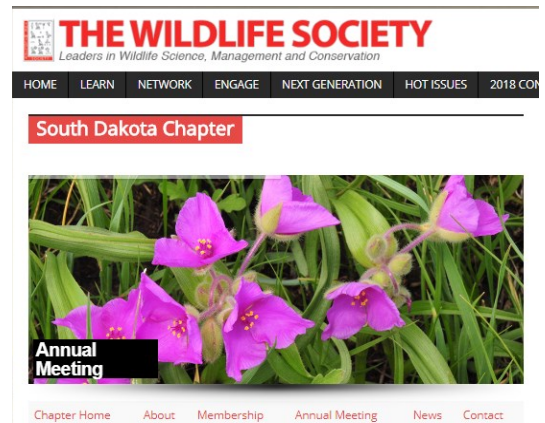 THE WILDLIFE SOCIETY
Leaders in Wildlife Science, Management and Conservation
HOME LEARN NETWORK ENGAGE NEXT GENERATION HOT ISSUES 2018 CON
South Dakota Chapter
Annual
Meeting
Chapter Home About Membership Annual Meeting News Contact